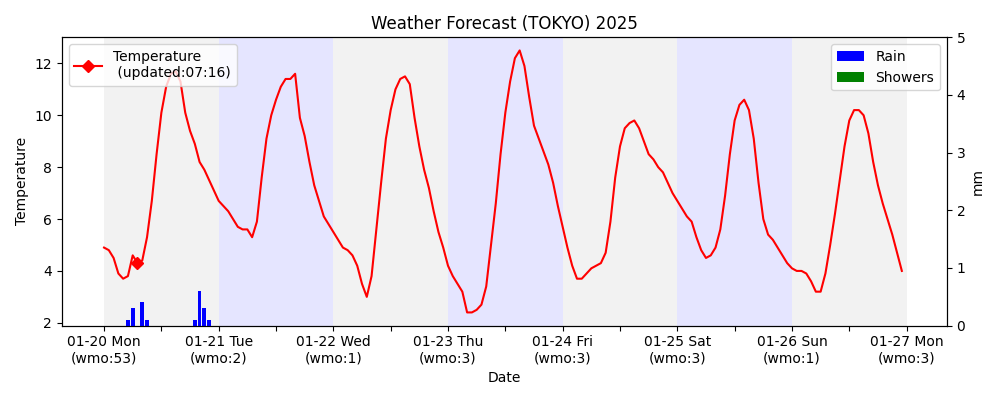 Weather Forecast (TOKYO) 2025
Temperature
(updated:07:16)
Rain
Showers
Temperature
12
10
8
6
4
2
5
4
3
2
1
0
mm
01-20 Mon 01-21 Tue 01-22 Wed 01-23 Thu 01-24 Fri 01-25 Sat 01-26 Sun 01-27 Mon
(wmo:53) (wmo:2) (wmo:1) (wmo:3) (wmo:3) (wmo:3) (wmo:1) (wmo:3)
Date